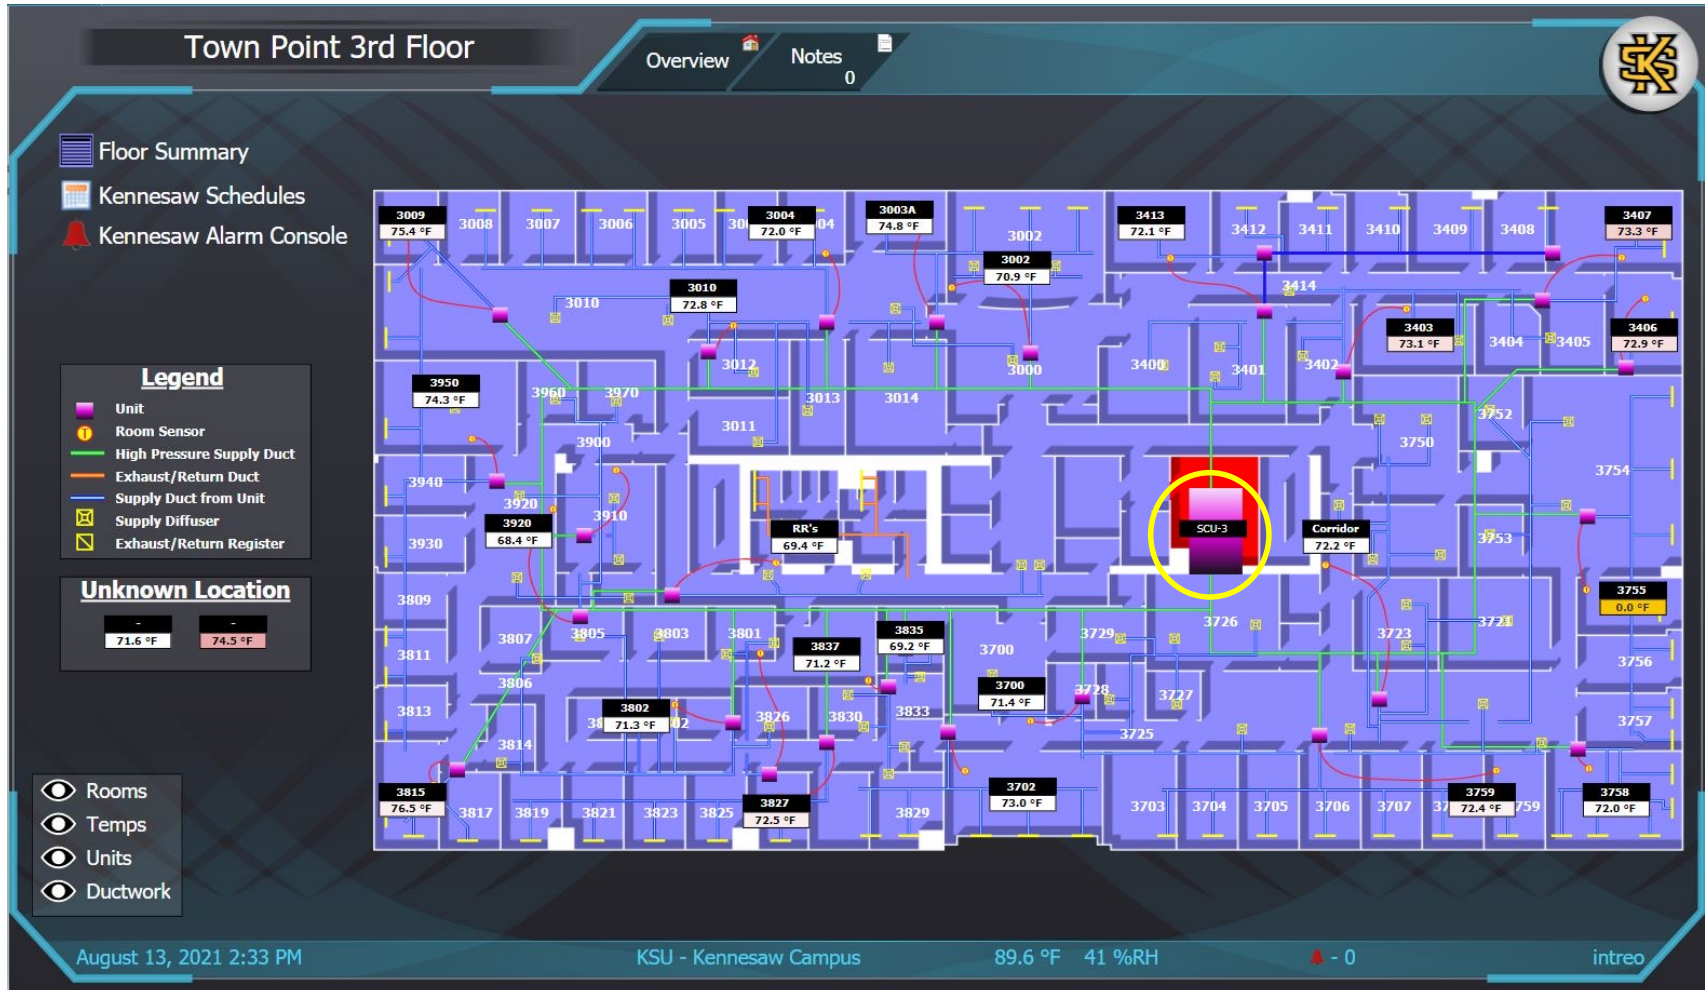 Town Point 3rd Floor
Overview
Notes
0
KS
Floor Summary
Kennesaw Schedules
Kennesaw Alarm Console
Legend
Unit
T Room Sensor
High Pressure Supply Duct
Exhaust/Return Duct
Supply Duct from Unit
Supply Diffuser
Exhaust/Return Register
Unknown Location
- -
71.6 °F 74.5 °F
Rooms
Temps
Units
Ductwork
3009
75.4 °F
3008
3007
3006
3005
3004
72.0 °F
04
3003A
74.8 °F
3002
3002
70.9 °F
3413
72.1 °F
3412
3411
3410
3409
3408
3407
73.3 °F
3010
3010
72.8 °F
3414
3403
73.1 °F
3404
3405
3406
72.9 °F
3012
3000
3400
3401
3402
3950
74.3 °F
3960
3970
3013
3014
3011
3900
3750
3752
3754
3940
3920
3910
3920
68.4 °F
RR's
69.4 °F
SCU-3
Corridor
72.2 °F
3753
3930
3809
3755
0.0 °F
3807
3805
3803
3801
3837
71.2 °F
3835
69.2 °F
3700
3729
3726
3723
3721
3811
3806
3756
3700
71.4 °F
3728
3727
3813
3802
71.3 °F
02
3826
3830
3833
3725
3757
3814
3815
76.5 °F
3817
3819
3821
3823
3825
3827
72.5 °F
3829
3702
73.0 °F
3703
3704
3705
3706
3707
3759
72.4 °F
759
3758
72.0 °F
August 13, 2021 2:33 PM
KSU - Kennesaw Campus
89.6 °F 41 %RH
- 0
intreo